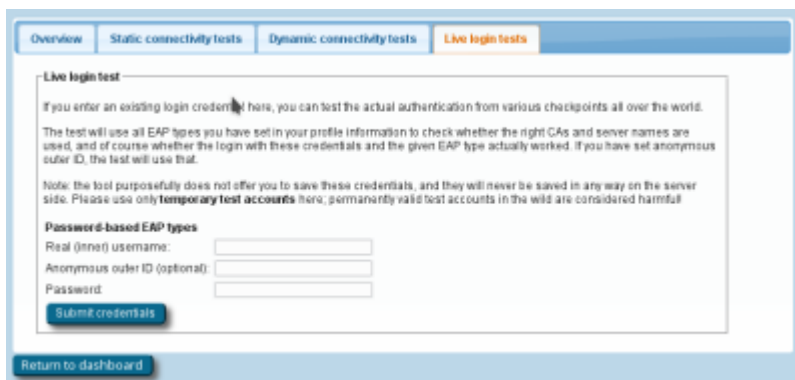 Overview
Static connectivity tests
Dynamic connectivity tests
Live login tests
Live login test
If you enter an existing login credential here, you can test the actual authentication from various checkpoints all over the world.
The test will use all EAP types you have set in your profile information to check whether the right CAs and server names are
used, and of course whether the login with these credentials and the given EAP type actually worked. If you have set anonymous
outer ID, the test will use that.
Note: the tool purposefully does not offer you to save these credentials, and they will never be saved in any way on the server
side. Please use only temporary test accounts here; permanently valid test accounts in the wild are considered harmful!
Password-based EAP types
Real (inner) username:
Anonymous outer ID (optional):
Password:
Submit credentials
Return to dashboard